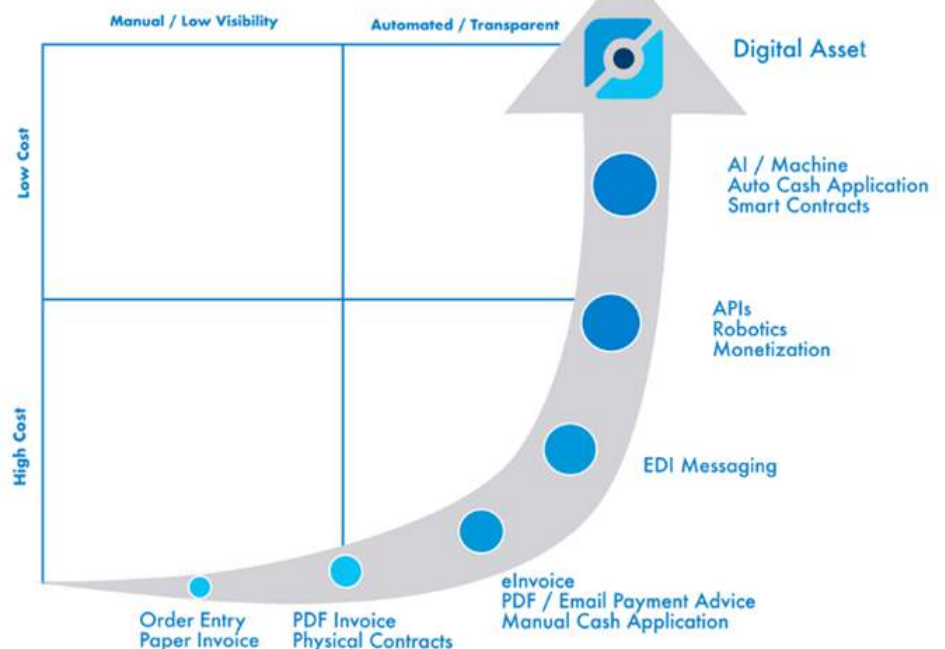 Manual / Low Visibility
Automated / Transparent
Digital Asset
Low Cost
AI / Machine
Auto Cash Application
Smart Contracts
APIs
Robotics
Monetization
High Cost
EDI Messaging
eInvoice
PDF / Email Payment Advice
Manual Cash Application
Order Entry
Paper Invoice
PDF Invoice
Physical Contracts